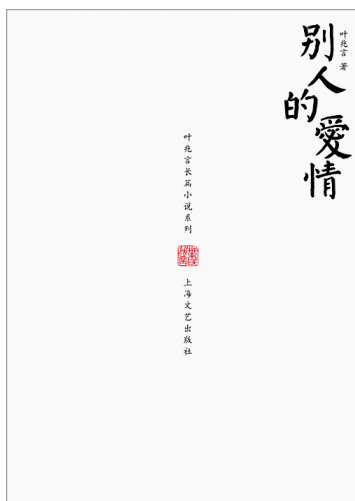 别人的愛情
叶兆言 著
叶兆言长篇小说系列
上海文艺出版社